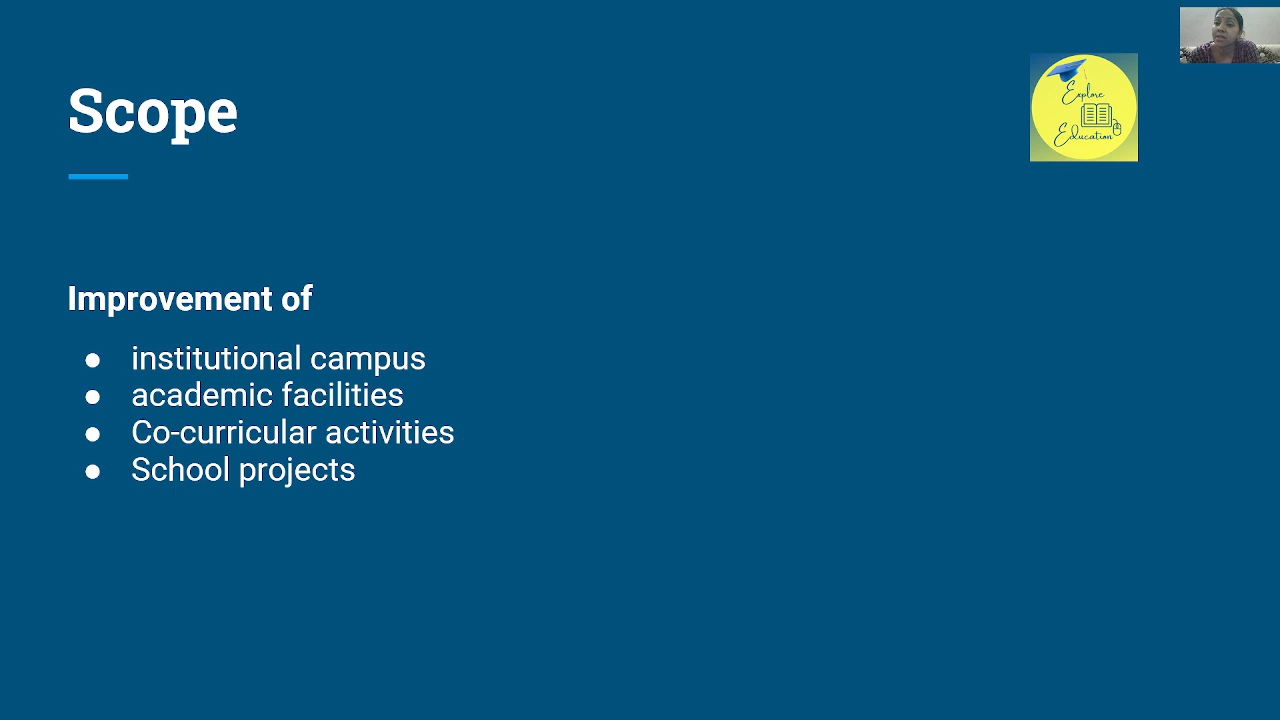 Scope
Explore
Education
Improvement of
● institutional campus
● academic facilities
● Co-curricular activities
● School projects